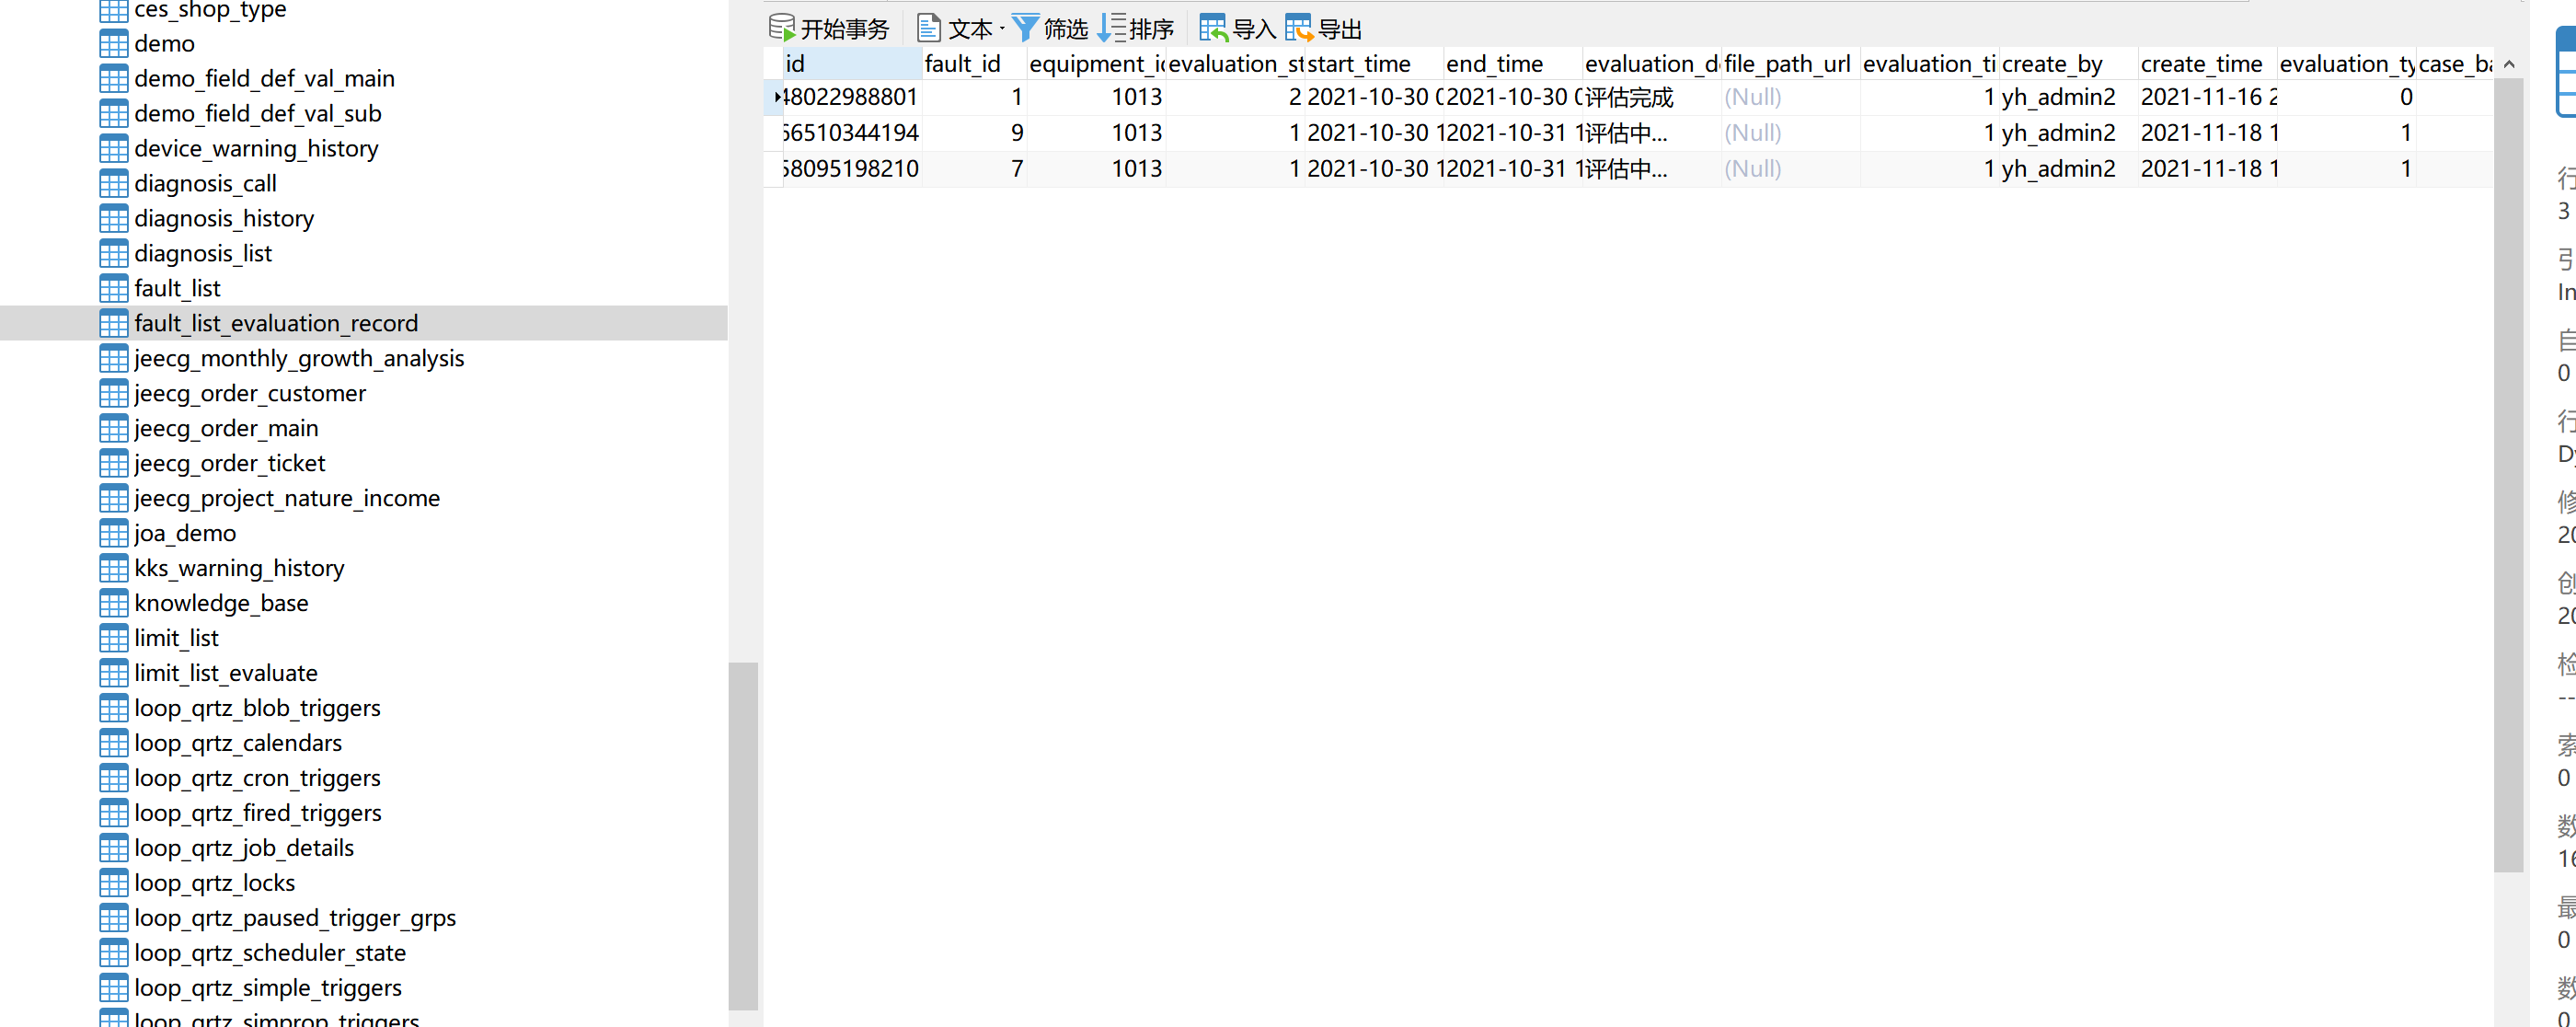 ces_shop_type
demo
demo_field_def_val_main
demo_field_def_val_sub
device_warning_history
diagnosis_call
diagnosis_history
diagnosis_list
fault_list
fault_list_evaluation_record
jeecg_monthly_growth_analysis
jeecg_order_customer
jeecg_order_main
jeecg_order_ticket
jeecg_project_nature_income
joa_demo
kks_warning_history
knowledge_base
limit_list
limit_list_evaluate
loop_qrtz_blob_triggers
loop_qrtz_calendars
loop_qrtz_cron_triggers
loop_qrtz_fired_triggers
loop_qrtz_job_details
loop_qrtz_locks
loop_qrtz_paused_trigger_grps
loop_qrtz_scheduler_state
loop_qrtz_simple_triggers
loop_qrtz_simprop_triggers
开始事务 文本 筛选 排序 导入 导出
id fault_id equipment_ic evaluation_st start_time end_time evaluation_de file_path_url evaluation_ti create_by create_time evaluation_ty case_ba
48022988801 1 1013 2 2021-10-30 0 2021-10-30 0 评估完成 (Null) 1 yh_admin2 2021-11-16 2 0
66510344194 9 1013 1 2021-10-30 1 2021-10-31 1 评估中... (Null) 1 yh_admin2 2021-11-18 1 1
58095198210 7 1013 1 2021-10-30 1 2021-10-31 1 评估中... (Null) 1 yh_admin2 2021-11-18 1 1
行
3
引
In
自
0
行
Dy
修
20
创
20
检
--
索
0
数
16
最
0
数
0